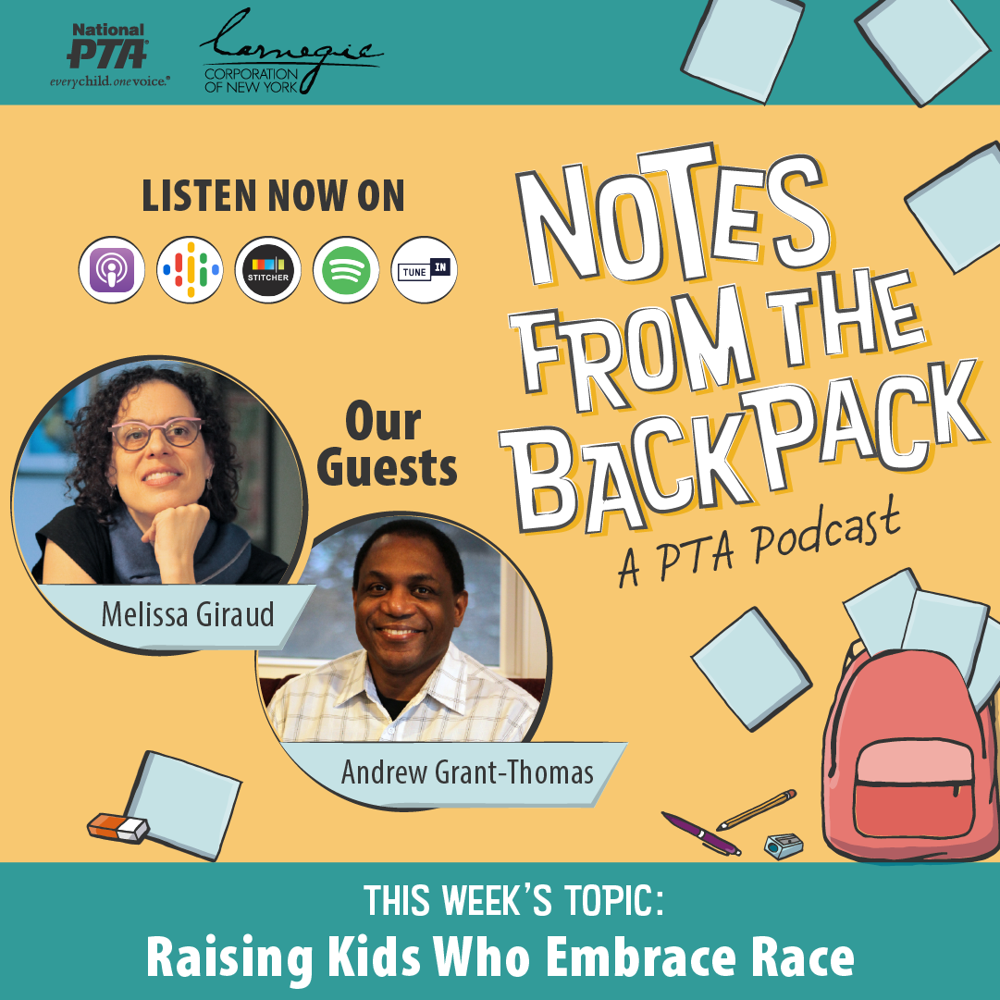 National
PTA®
everychild. onevoice.®
Carnegie
CORPORATION
OF NEW YORK
LISTEN NOW ON
STITCHER
TUNE IN
NOTES
FROM THE
BACKPACK
A PTA Podcast
Our
Guests
Melissa Giraud
Andrew Grant-Thomas
THIS WEEK'S TOPIC:
Raising Kids Who Embrace Race